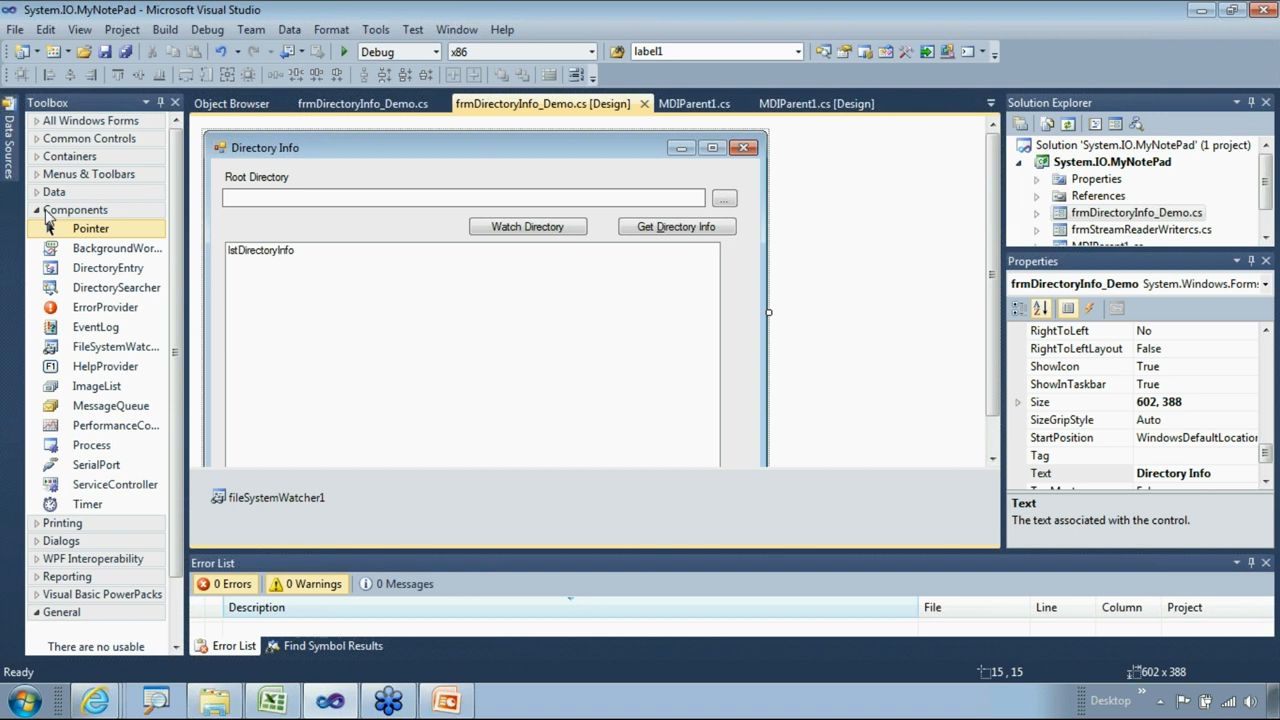 System.IO.MyNotePad - Microsoft Visual Studio
File Edit View Project Build Debug Team Data Format Tools Test Window Help
Debug x86 label1
Toolbox
Data Sources
All Windows Forms
Common Controls
Containers
Menus & Toolbars
Data
Components
Pointer
BackgroundWor...
DirectoryEntry
DirectorySearcher
ErrorProvider
EventLog
FileSystemWatc...
HelpProvider
ImageList
MessageQueue
PerformanceCo...
Process
SerialPort
ServiceController
Timer
Printing
Dialogs
WPF Interoperability
Reporting
Visual Basic PowerPacks
General
There are no usable
Object Browser frmDirectoryInfo_Demo.cs frmDirectoryInfo_Demo.cs [Design] MDIParent1.cs MDIParent1.cs [Design]
Directory Info
Root Directory
...
Watch Directory Get Directory Info
lstDirectoryInfo
fileSystemWatcher1
Solution Explorer
Solution 'System.IO.MyNotePad' (1 project)
System.IO.MyNotePad
Properties
References
frmDirectoryInfo_Demo.cs
frmStreamReaderWritercs.cs
MDIParent1.cs
Properties
frmDirectoryInfo_Demo System.Windows.Forms
RightToLeft No
RightToLeftLayout False
ShowIcon True
ShowInTaskbar True
Size 602, 388
SizeGripStyle Auto
StartPosition WindowsDefaultLocation
Tag
Text Directory Info
Text
The text associated with the control.
Error List
0 Errors 0 Warnings 0 Messages
Description File Line Column Project
Error List Find Symbol Results
Ready 15 , 15 602 x 388
Desktop